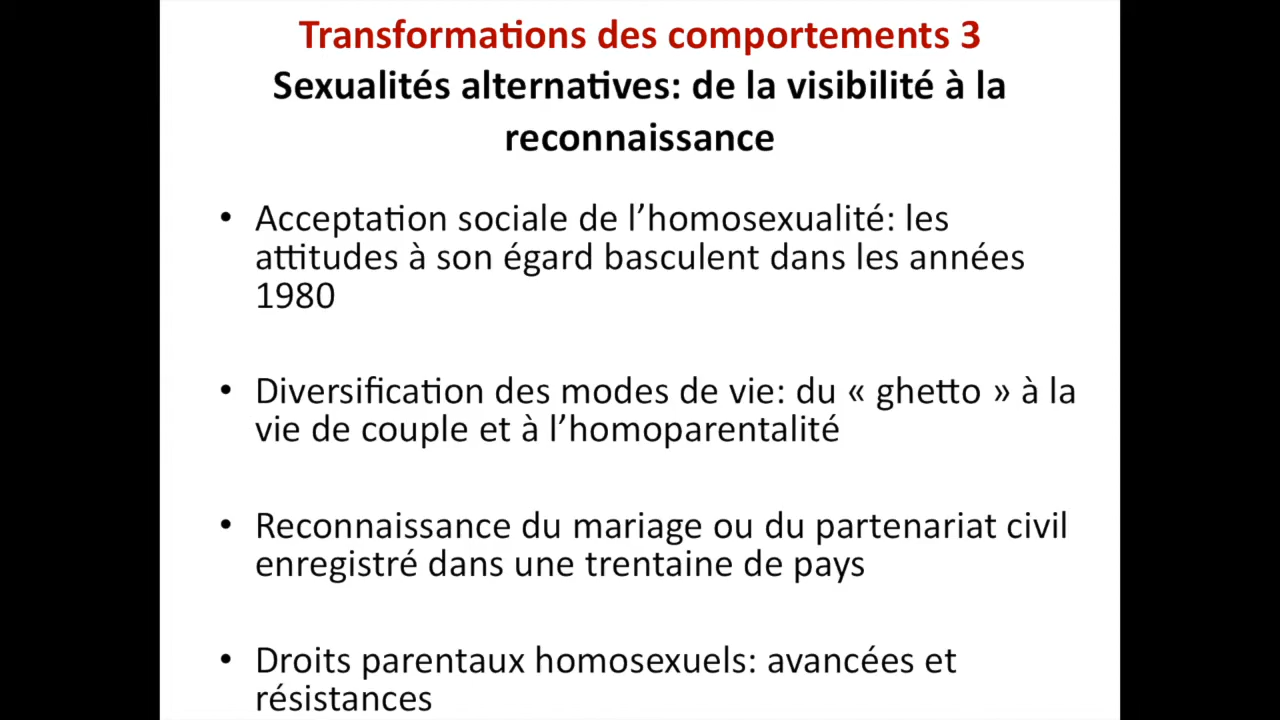 Transformations des comportements 3
Sexualités alternatives: de la visibilité à la
reconnaissance
• Acceptation sociale de l’homosexualité: les
attitudes à son égard basculent dans les années
1980
• Diversification des modes de vie: du « ghetto » à la
vie de couple et à l’homoparentalité
• Reconnaissance du mariage ou du partenariat civil
enregistré dans une trentaine de pays
• Droits parentaux homosexuels: avancées et
résistances